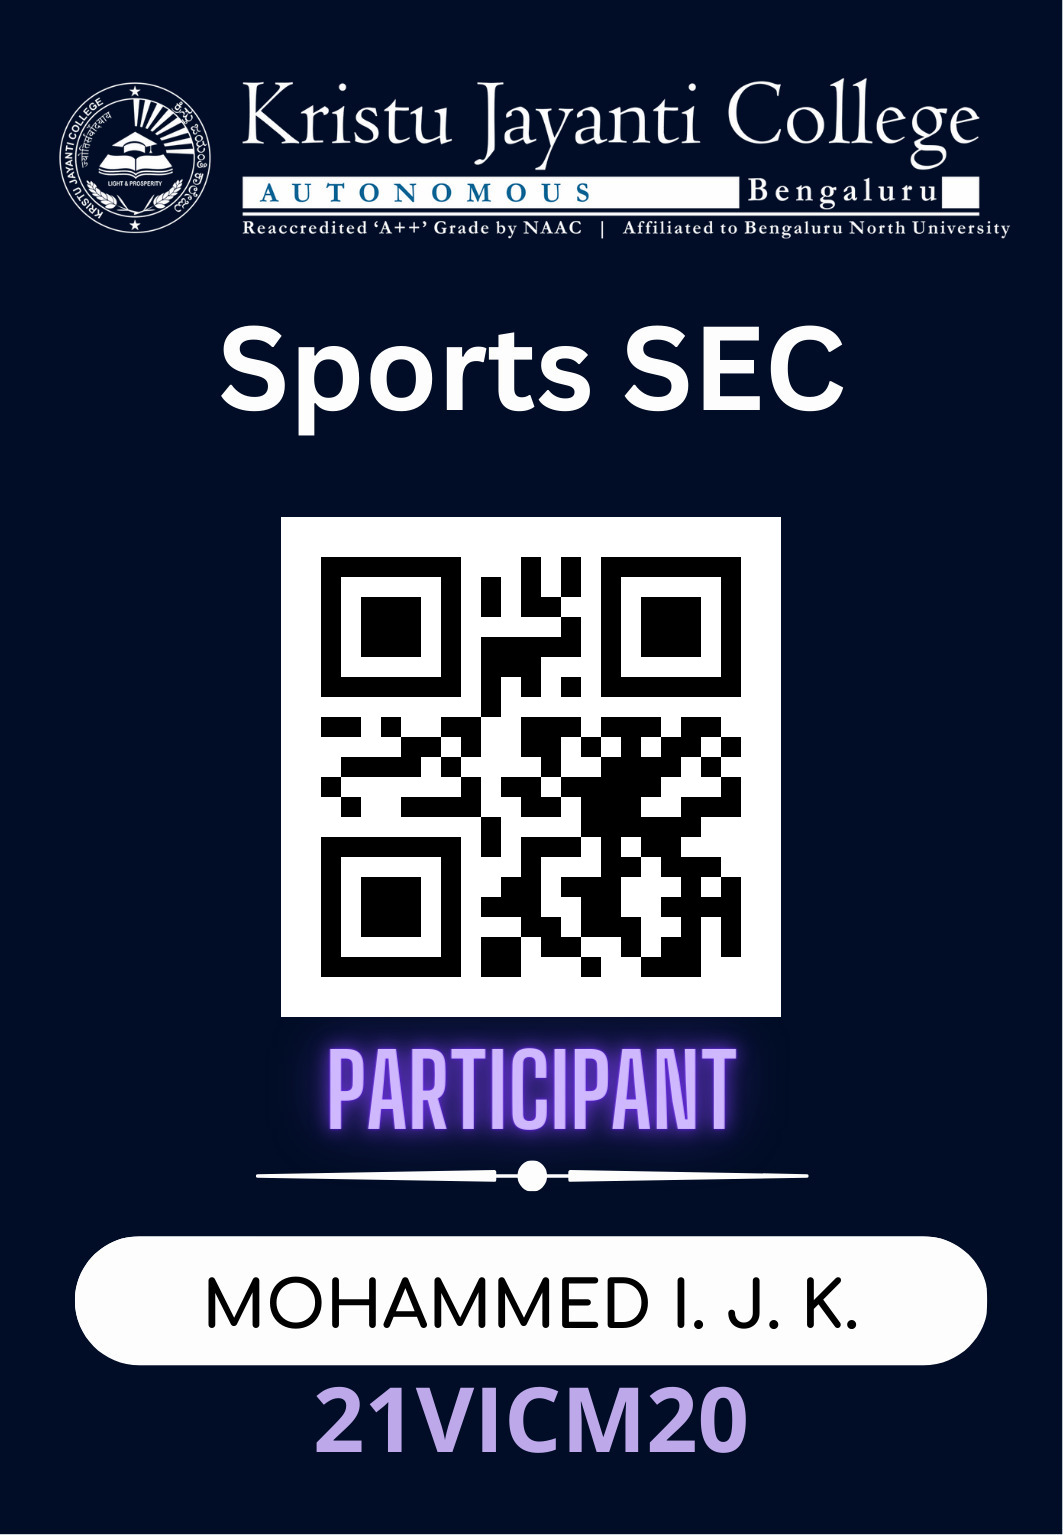 Kristu Jayanti College
AUTONOMOUS Bengaluru
Reaccredited ‘A++’ Grade by NAAC | Affiliated to Bengaluru North University
KRISTU JAYANTI COLLEGE
LIGHT & PROSPERITY
Sports SEC
PARTICIPANT
MOHAMMED I. J. K.
21VICM20